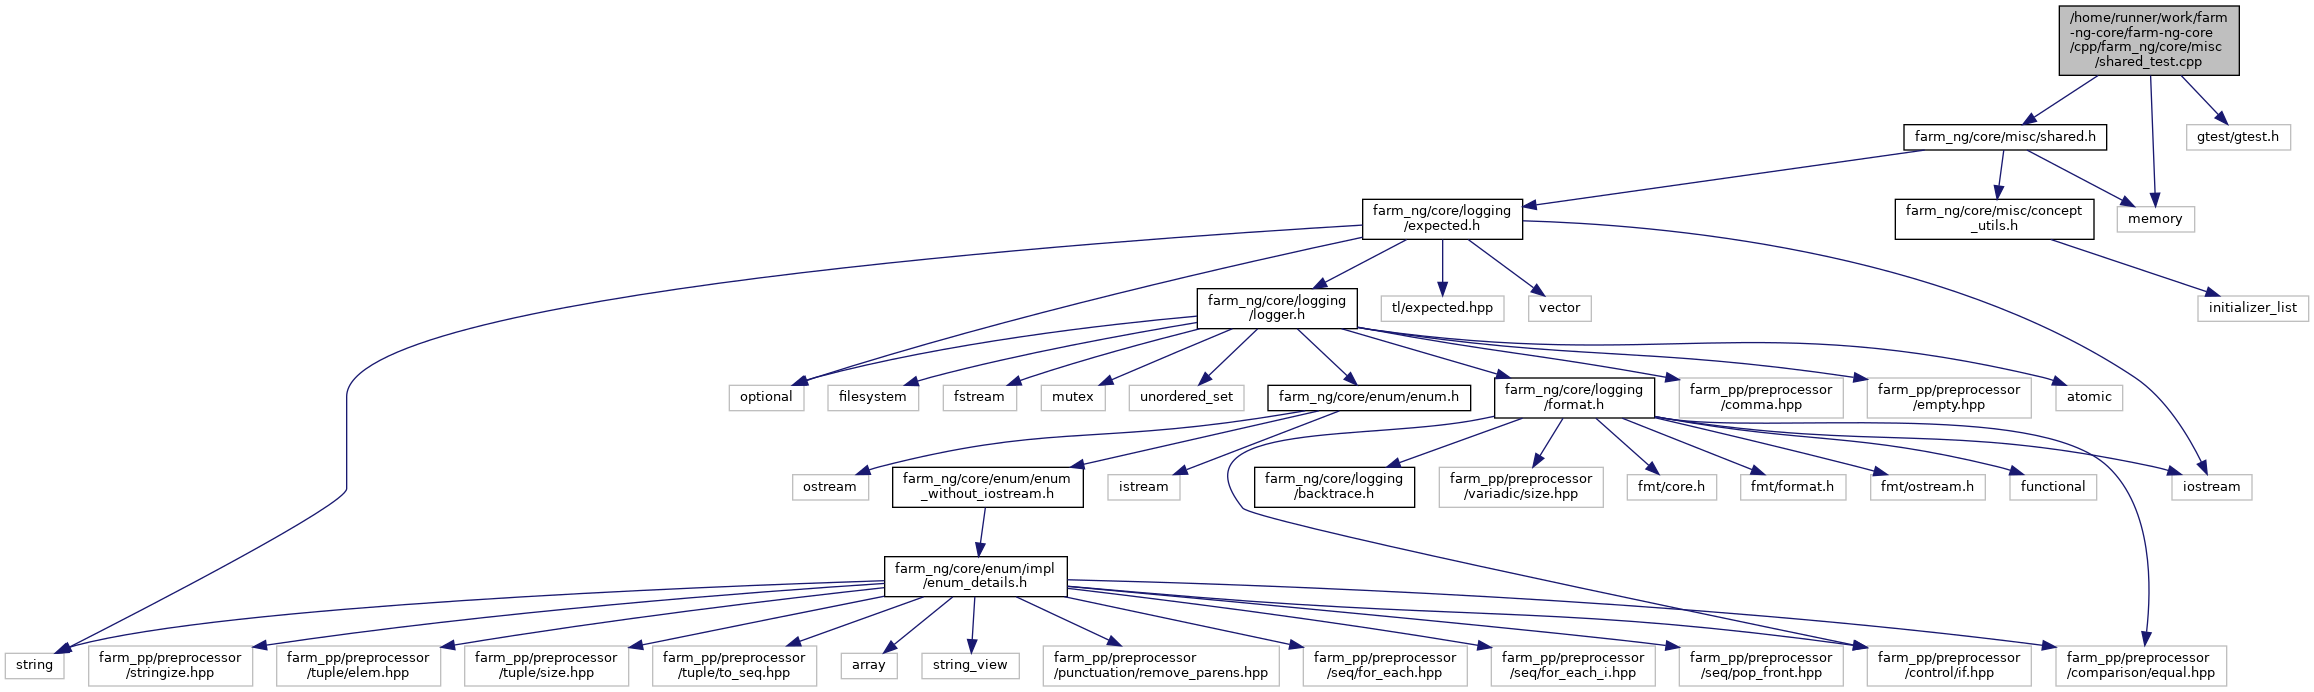 /home/runner/work/farm
-ng-core/farm-ng-core
/cpp/farm_ng/core/misc
/shared_test.cpp
farm_ng/core/misc/shared.h
gtest/gtest.h
farm_ng/core/logging
/expected.h
farm_ng/core/misc/concept
_utils.h
memory
farm_ng/core/logging
/logger.h
tl/expected.hpp
vector
initializer_list
optional
filesystem
fstream
mutex
unordered_set
farm_ng/core/enum/enum.h
farm_ng/core/logging
/format.h
farm_pp/preprocessor
/comma.hpp
farm_pp/preprocessor
/empty.hpp
atomic
ostream
farm_ng/core/enum/enum
_without_iostream.h
istream
farm_ng/core/logging
/backtrace.h
farm_pp/preprocessor
/variadic/size.hpp
fmt/core.h
fmt/format.h
fmt/ostream.h
functional
iostream
farm_ng/core/enum/impl
/enum_details.h
string
farm_pp/preprocessor
/stringize.hpp
farm_pp/preprocessor
/tuple/elem.hpp
farm_pp/preprocessor
/tuple/size.hpp
farm_pp/preprocessor
/tuple/to_seq.hpp
array
string_view
farm_pp/preprocessor
/punctuation/remove_parens.hpp
farm_pp/preprocessor
/seq/for_each.hpp
farm_pp/preprocessor
/seq/for_each_i.hpp
farm_pp/preprocessor
/seq/pop_front.hpp
farm_pp/preprocessor
/control/if.hpp
farm_pp/preprocessor
/comparison/equal.hpp